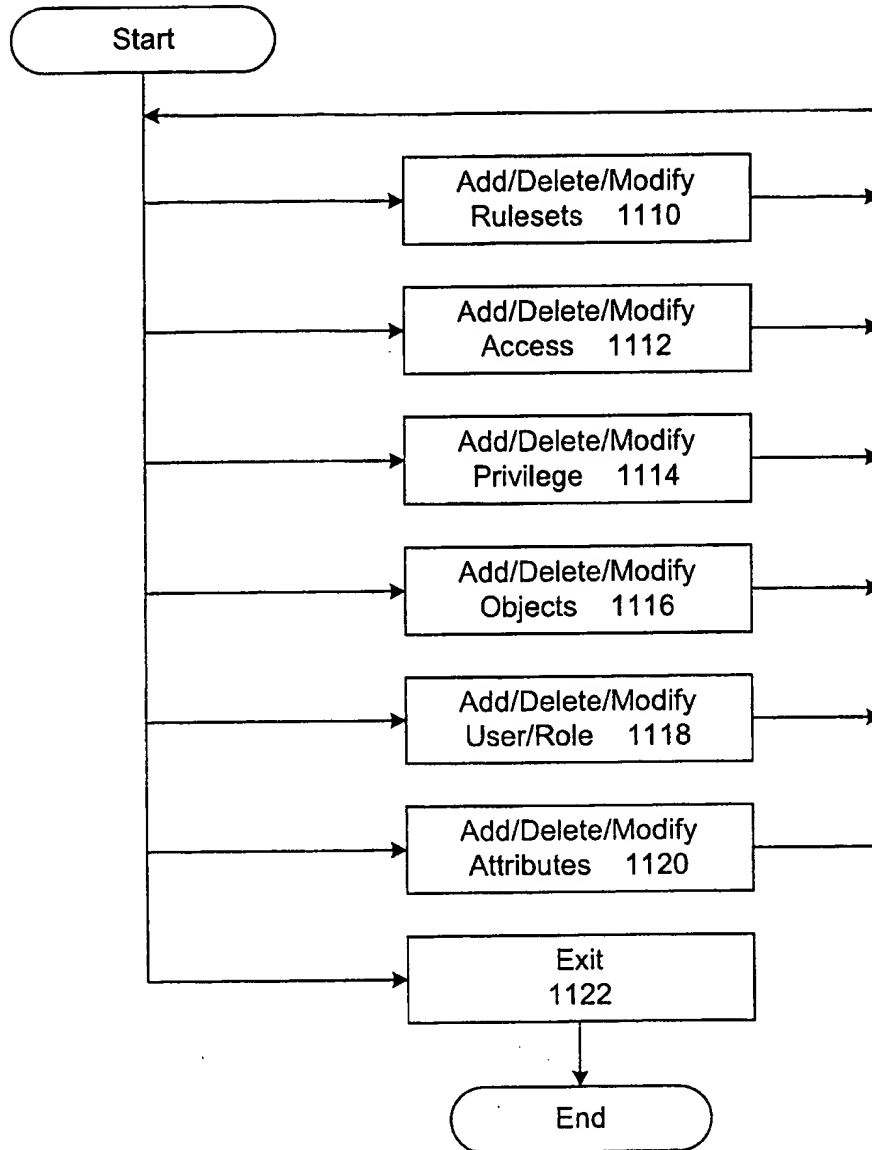 Start
Add/Delete/Modify
Rulesets 1110
Add/Delete/Modify
Access 1112
Add/Delete/Modify
Privilege 1114
Add/Delete/Modify
Objects 1116
Add/Delete/Modify
User/Role 1118
Add/Delete/Modify
Attributes 1120
Exit
1122
End